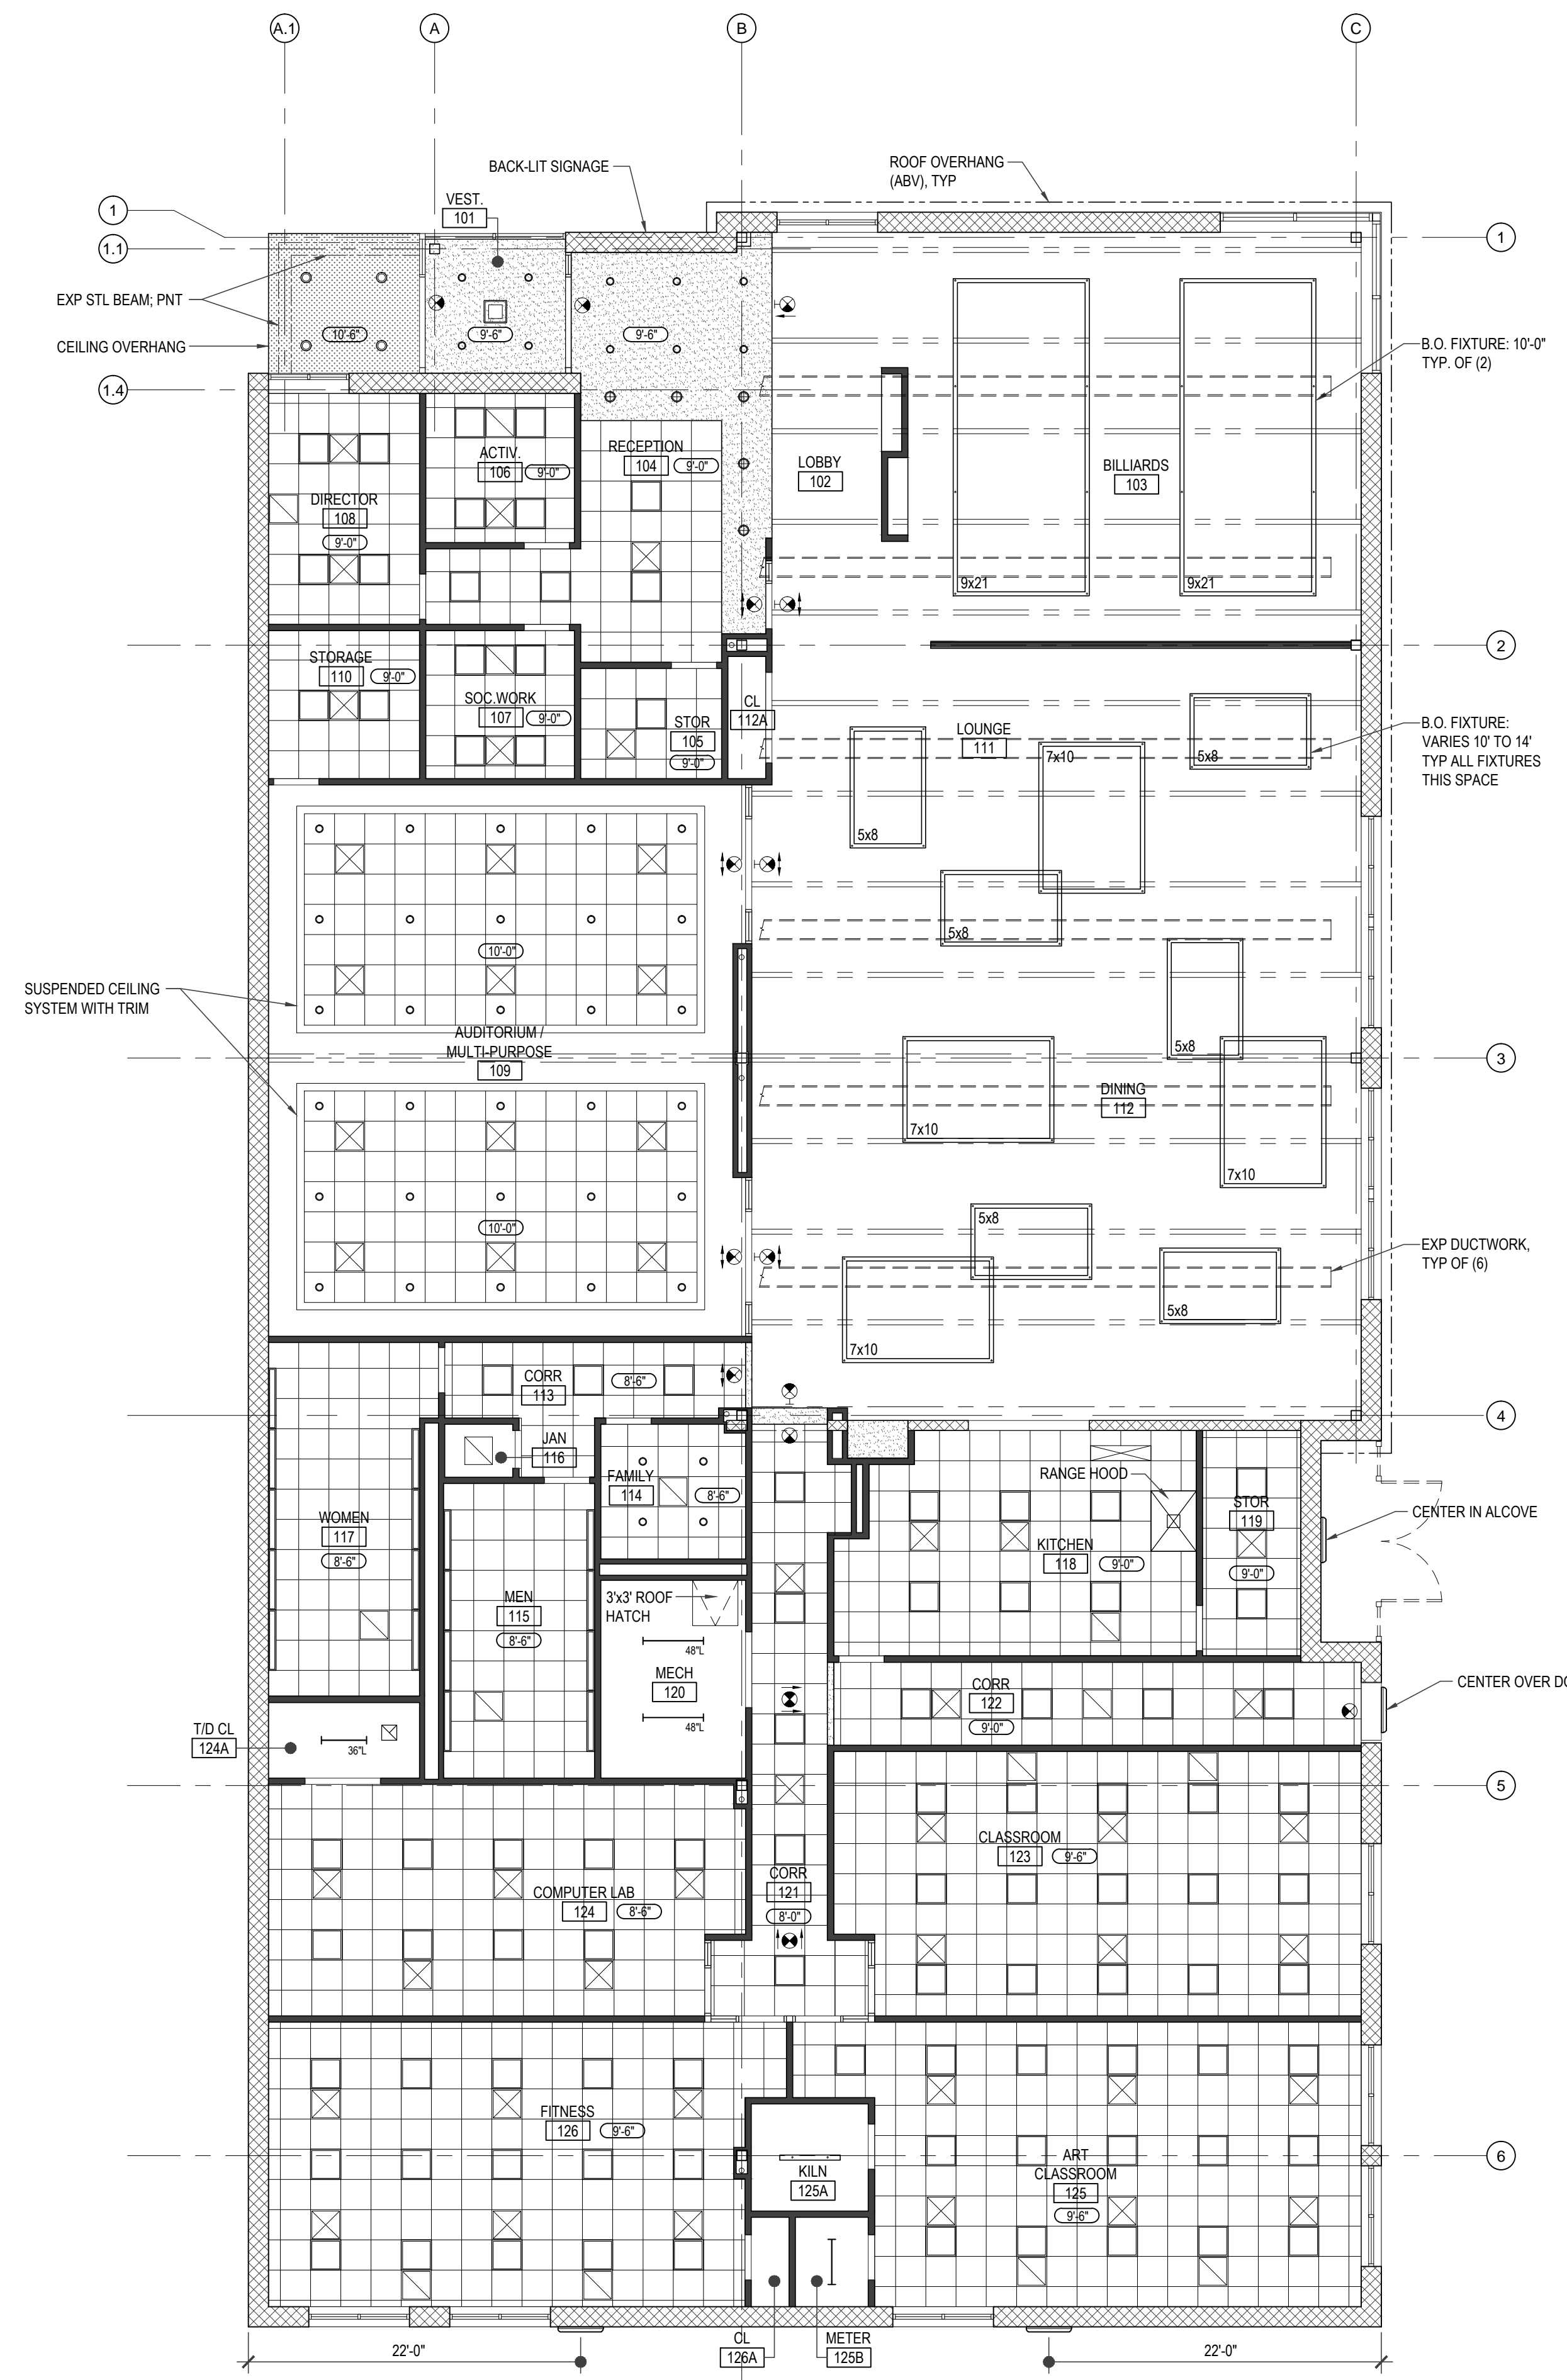 A.1
A
B
C
BACK-LIT SIGNAGE
ROOF OVERHANG
(ABV), TYP
VEST.
101
1
1.1
1
EXP STL BEAM; PNT
CEILING OVERHANG
10'-6"
9'-6"
9'-6"
B.O. FIXTURE: 10'-0"
TYP. OF (2)
1.4
RECEPTION
104
9'-0"
ACTIV.
106
9'-0"
LOBBY
102
BILLIARDS
103
DIRECTOR
108
9'-0"
9x21
9x21
2
STORAGE
110
9'-0"
SOC.WORK
107
9'-0"
STOR
105
9'-0"
CL
112A
LOUNGE
111
B.O. FIXTURE:
VARIES 10' TO 14'
TYP ALL FIXTURES
THIS SPACE
7x10
5x8
5x8
5x8
10'-0"
SUSPENDED CEILING
SYSTEM WITH TRIM
AUDITORIUM /
MULTI-PURPOSE
109
5x8
3
DINING
112
7x10
7x10
10'-0"
5x8
EXP DUCTWORK,
TYP OF (6)
5x8
7x10
CORR
113
8'-6"
4
JAN
116
FAMILY
114
8'-6"
RANGE HOOD
STOR
119
9'-0"
CENTER IN ALCOVE
WOMEN
117
8'-6"
KITCHEN
118
9'-0"
MEN
115
8'-6"
3'x3' ROOF
HATCH
48"L
MECH
120
48"L
CORR
122
9'-0"
CENTER OVER DO
T/D CL
124A
36"L
5
CLASSROOM
123
9'-6"
COMPUTER LAB
124
8'-6"
CORR
121
8'-0"
FITNESS
126
9'-6"
6
KILN
125A
ART
CLASSROOM
125
9'-6"
22'-0"
CL
126A
METER
125B
22'-0"